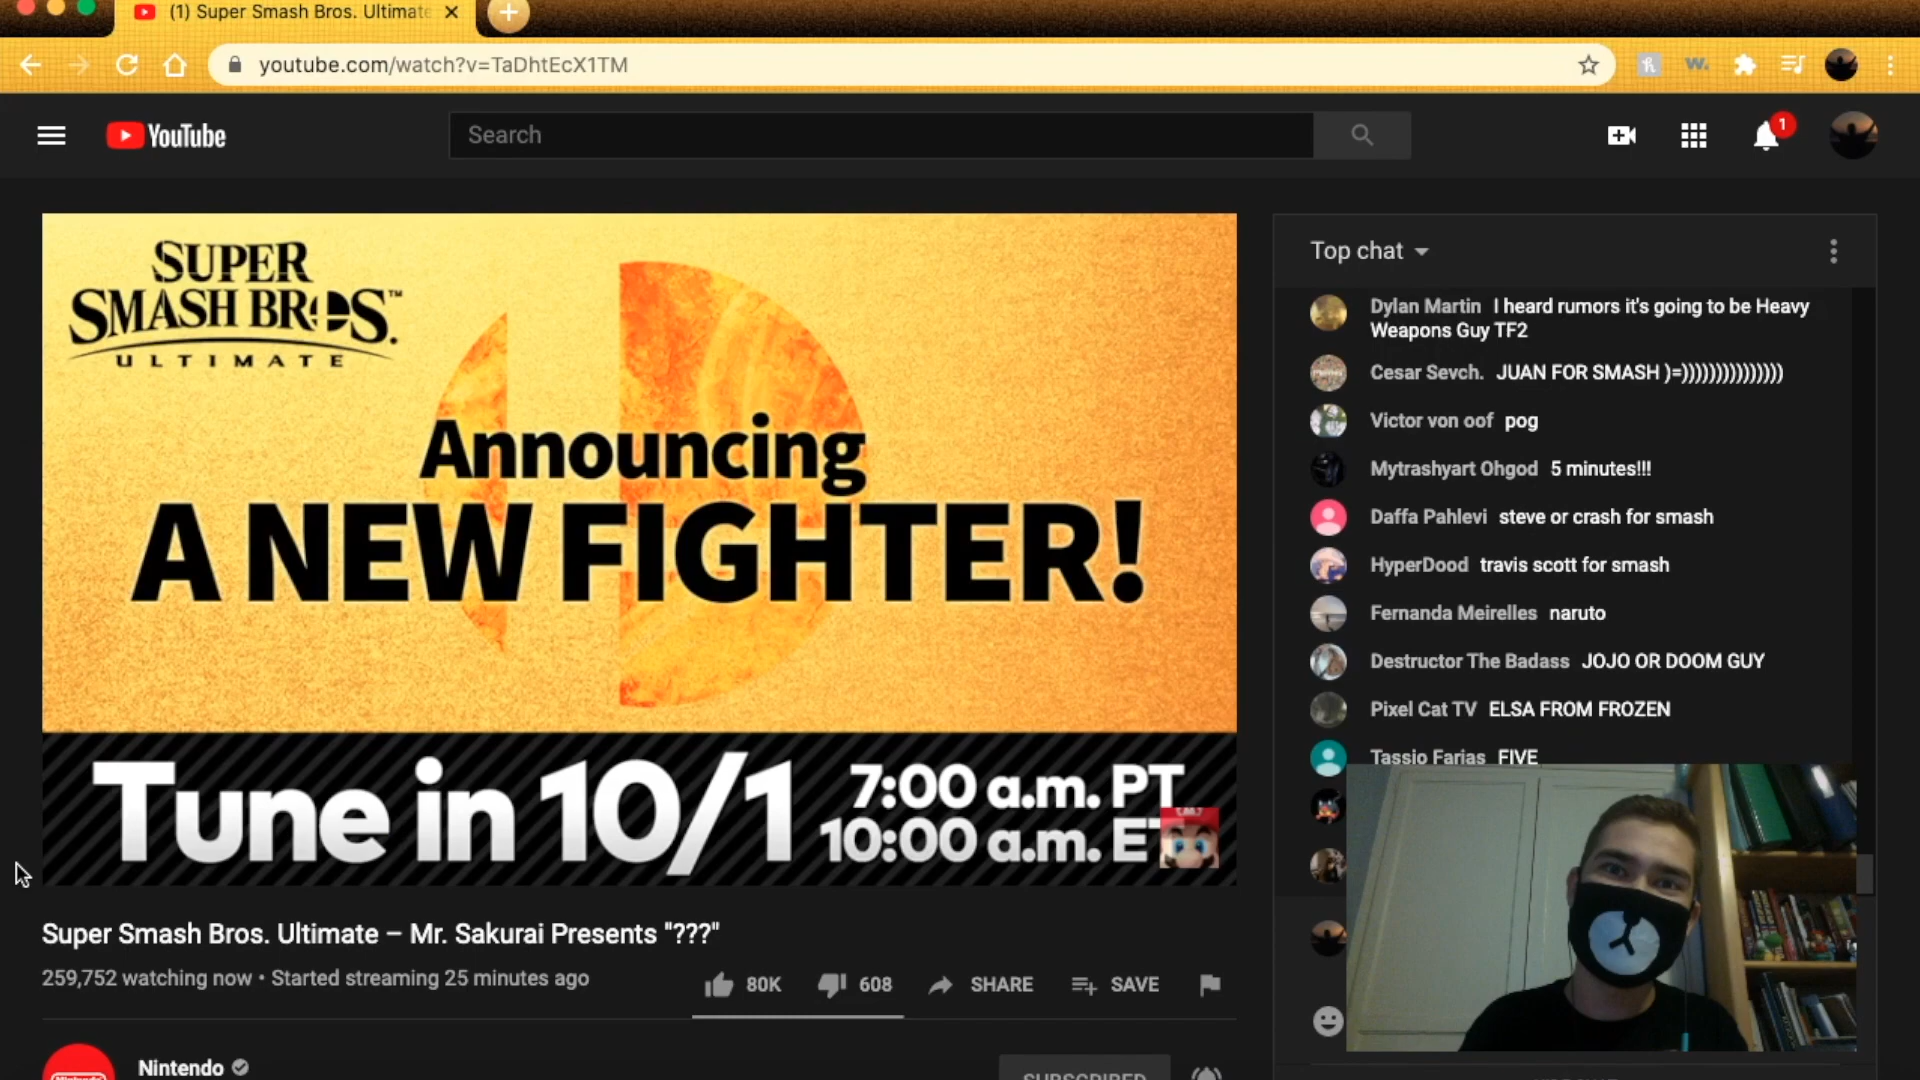 (1) Super Smash Bros. Ultimate
youtube.com/watch?v=TaDhtEcX1TM
YouTube
Search
1
SUPER
SMASH BROS.™
ULTIMATE
Announcing
A NEW FIGHTER!
Tune in 10/1
7:00 a.m. PT
10:00 a.m. E
Super Smash Bros. Ultimate – Mr. Sakurai Presents "???"
259,752 watching now • Started streaming 25 minutes ago
80K
608
SHARE
SAVE
Nintendo
SUBSCRIBED
Top chat
Dylan Martin I heard rumors it's going to be Heavy
Weapons Guy TF2
Cesar Sevch. JUAN FOR SMASH )=)))))))))))))))
Victor von oof pog
Mytrashyart Ohgod 5 minutes!!!
Daffa Pahlevi steve or crash for smash
HyperDood travis scott for smash
Fernanda Meirelles naruto
Destructor The Badass JOJO OR DOOM GUY
Pixel Cat TV ELSA FROM FROZEN
Tassio Farias FIVE